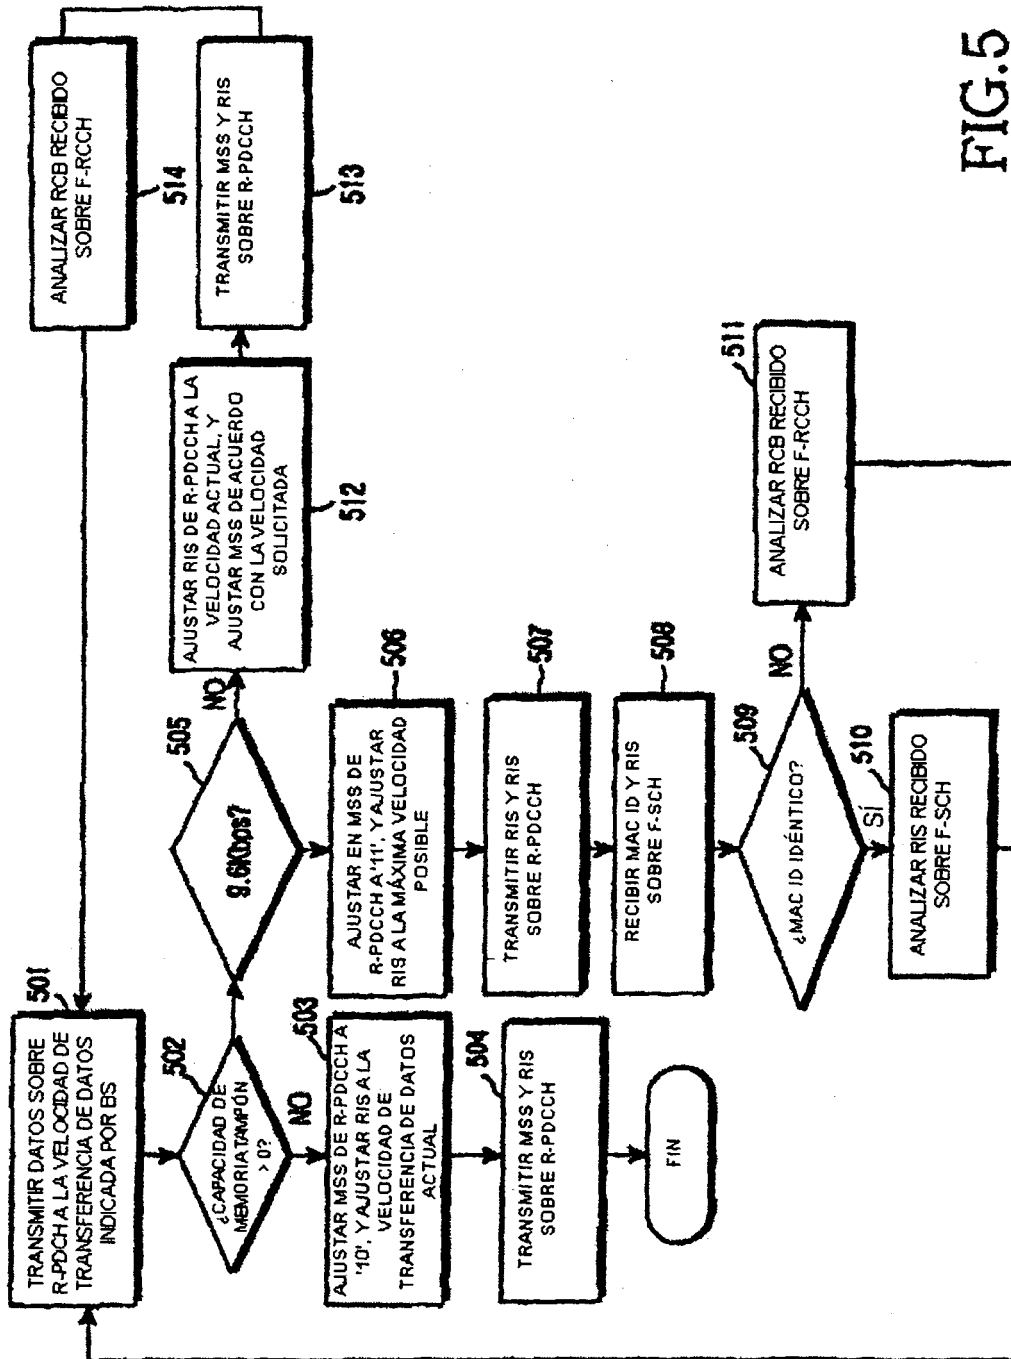 501
TRANSMITIR DATOS SOBRE
R-PDCH A LA VELOCIDAD DE
TRANSFERENCIA DE DATOS
INDICADA POR BS
502
¿CAPACIDAD DE
MEMORIA TAMPÓN
> 0?
NO
503
AJUSTAR MSS DE R-PDCCH A
'10', Y AJUSTAR RIS A LA
VELOCIDAD DE
TRANSFERENCIA DE DATOS
ACTUAL
504
TRANSMITIR MSS Y RIS
SOBRE R-PDCCH
FIN
505
9.6Kbps?
NO
506
AJUSTAR EN MSS DE
R-PDCCH A '11', Y AJUSTAR
RIS A LA MÁXIMA VELOCIDAD
POSIBLE
507
TRANSMITIR RIS Y RIS
SOBRE R-PDCCH
508
RECIBIR MAC ID Y RIS
SOBRE F-SCH
509
¿MAC ID IDÉNTICO?
NO
SÍ
510
ANALIZAR RIS RECIBIDO
SOBRE F-SCH
511
ANALIZAR RCB RECIBIDO
SOBRE F-RCCH
AJUSTAR RIS DE R-PDCCH A LA
VELOCIDAD ACTUAL, Y
AJUSTAR MSS DE ACUERDO
CON LA VELOCIDAD
SOLICITADA
512
TRANSMITIR MSS Y RIS
SOBRE R-PDCCH
513
ANALIZAR RCB RECIBIDO
SOBRE F-RCCH
514
FIG.5